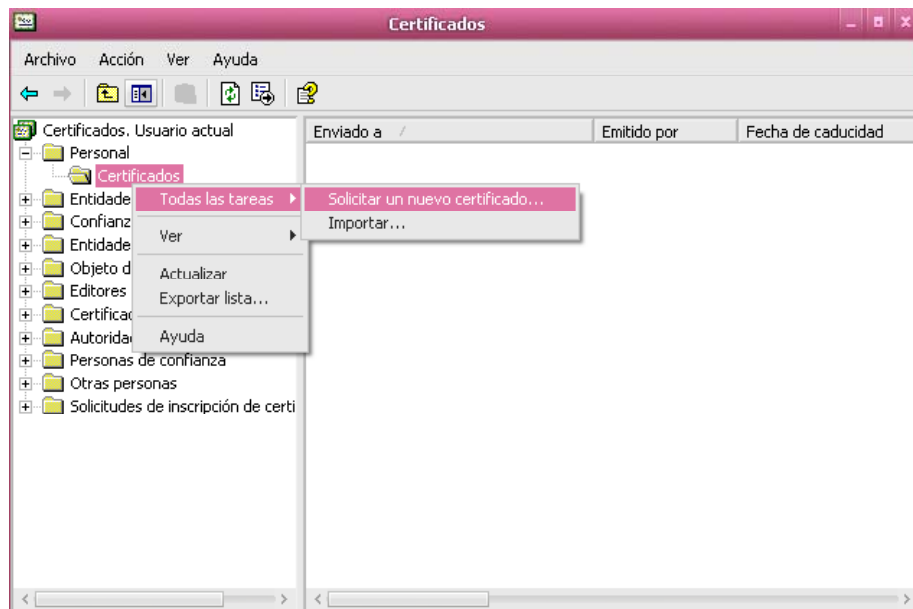 Certificados
Archivo Acción Ver Ayuda
Certificados. Usuario actual
Enviado a Emitido por Fecha de caducidad
Personal
Certificados
Entidade
Confianz
Entidade
Objeto d
Editores
Certificad
Autorida
Personas de confianza
Otras personas
Solicitudes de inscripción de certi
Todas las tareas
Ver
Actualizar
Exportar lista...
Ayuda
Solicitar un nuevo certificado...
Importar...